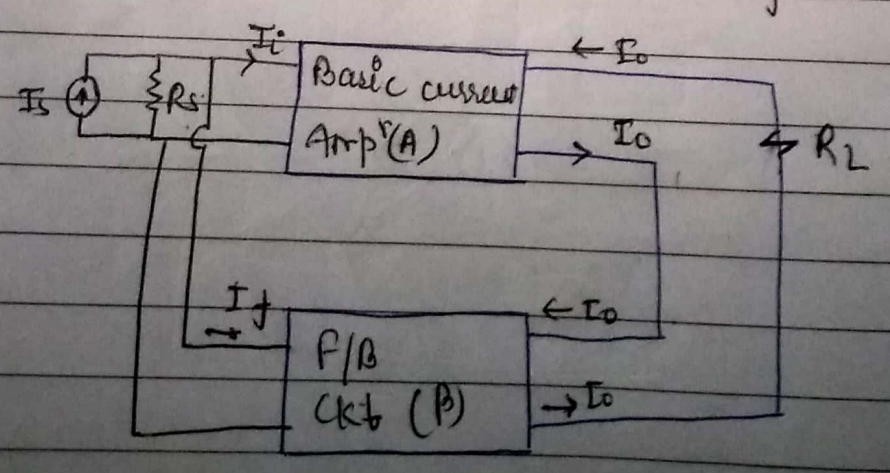 Ii
← Io
Is
Rs
Basic current
Ampr (A)
Io
RL
If
← Io
F/B
Ckt (β)
→ Io